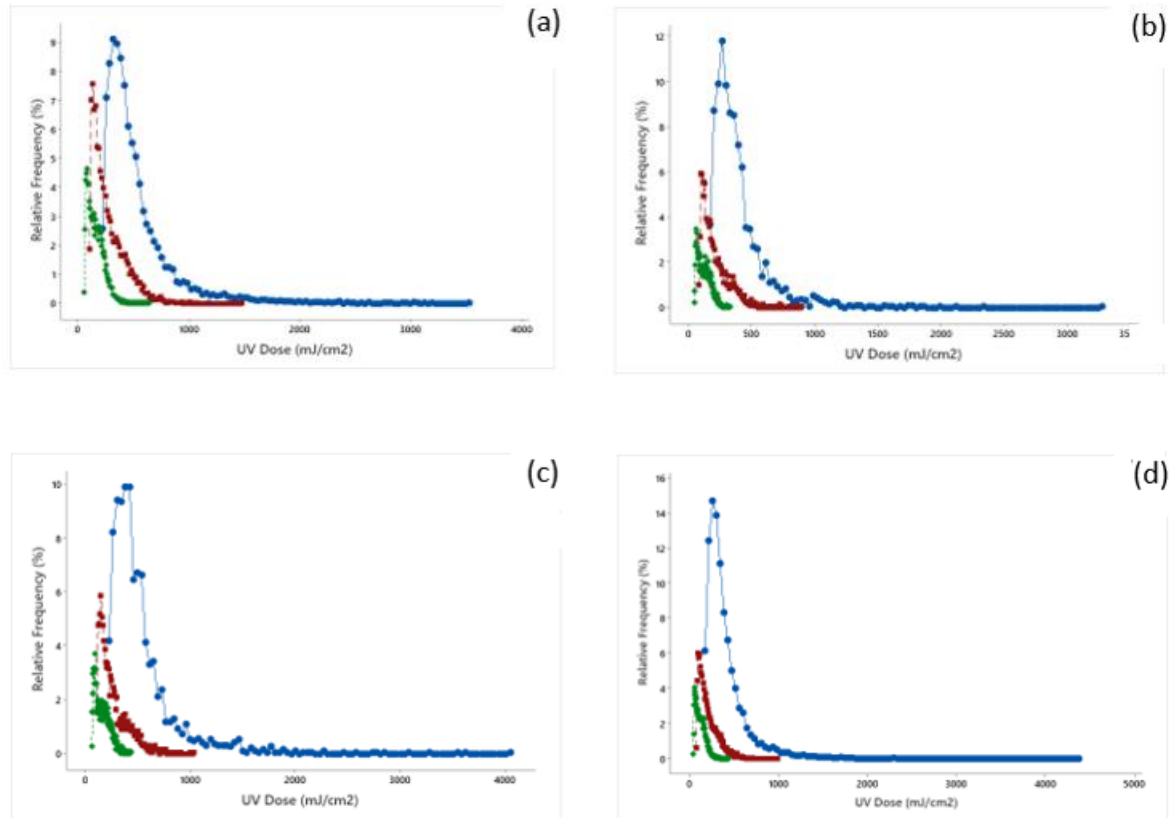 (a)
Relative Frequency (%)
9
8
7
6
5
4
3
2
1
0
0 1000 2000 3000 4000
UV Dose (mJ/cm2)
(b)
Relative Frequency (%)
12
10
8
6
4
2
0
0 500 1000 1500 2000 2500 3300 35
UV Dose (mJ/cm2)
(c)
Relative Frequency (%)
10
8
6
4
2
0
0 1000 2000 3000 4000
UV Dose (mJ/cm2)
(d)
Relative Frequency (%)
16
14
12
10
8
6
4
2
0
0 1000 2000 3000 4000 5000
UV Dose (mJ/cm2)